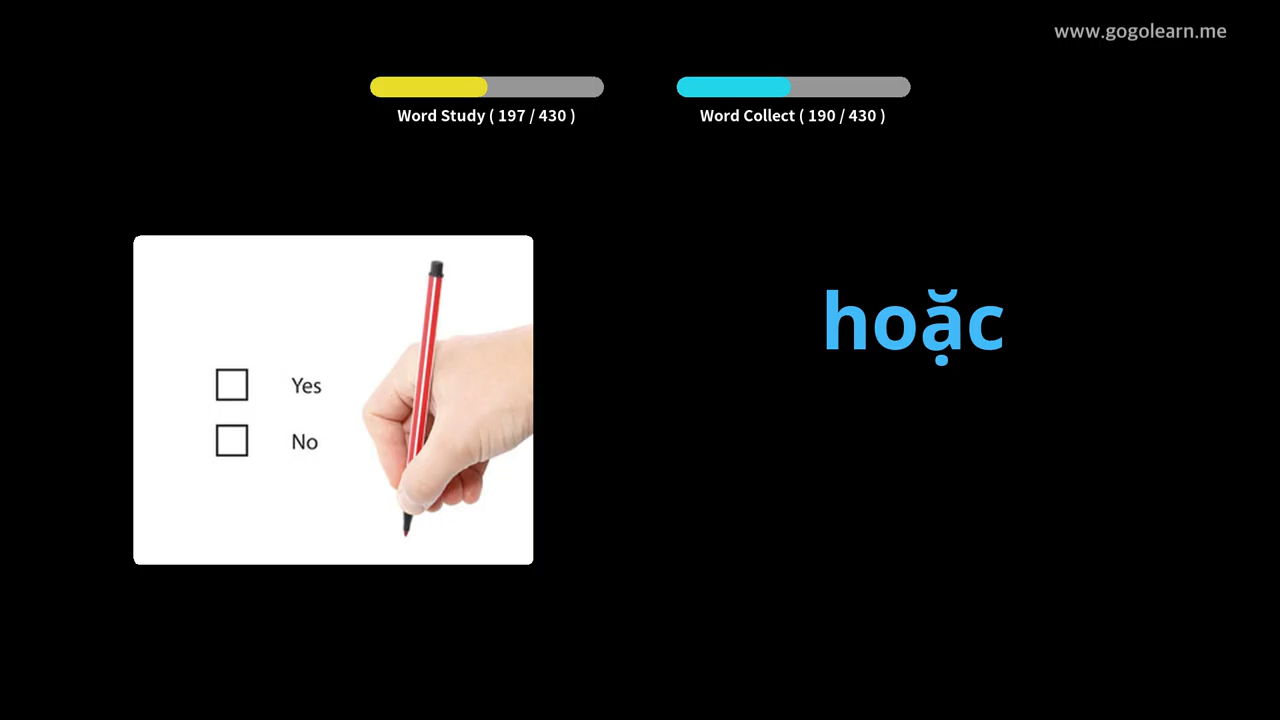 www.gogolearn.me
Word Study ( 197 / 430 )
Word Collect ( 190 / 430 )
hoặc
Yes
No